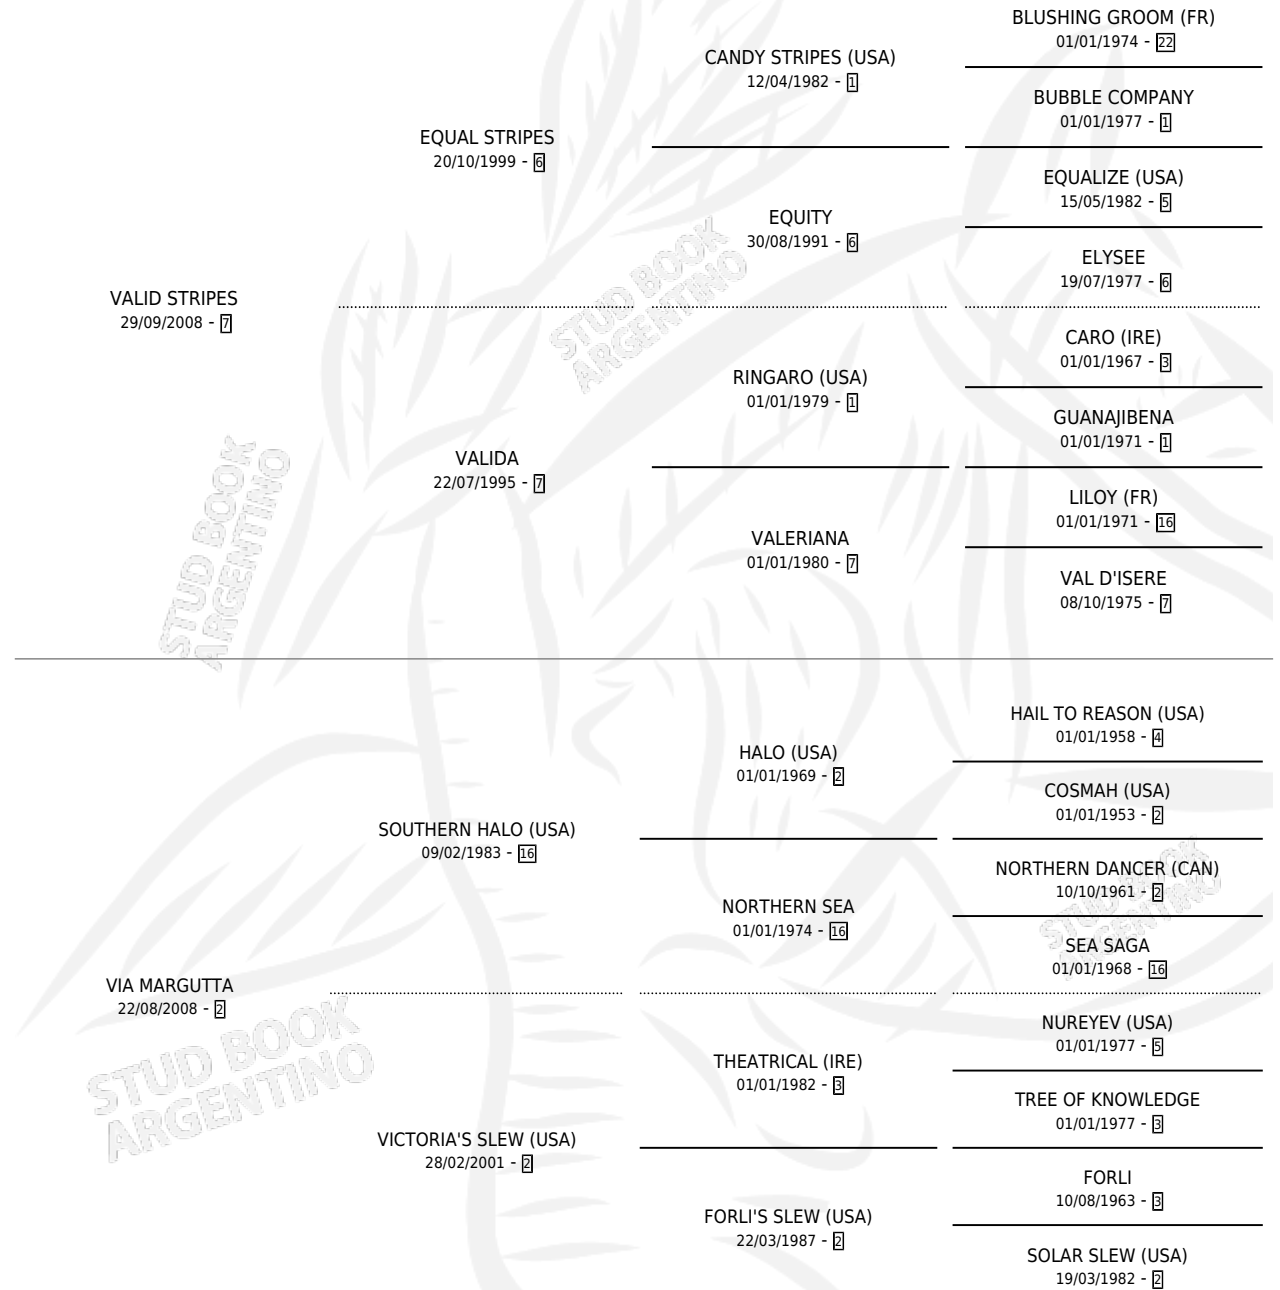 BLUSHING GROOM (FR)
01/01/1974 - 22
CANDY STRIPES (USA)
12/04/1982 - 1
BUBBLE COMPANY
01/01/1977 - 1
EQUAL STRIPES
20/10/1999 - 6
EQUALIZE (USA)
15/05/1982 - 5
EQUITY
30/08/1991 - 6
ELYSEE
19/07/1977 - 6
VALID STRIPES
29/09/2008 - 7
CARO (IRE)
01/01/1967 - 3
RINGARO (USA)
01/01/1979 - 1
GUANAJIBENA
01/01/1971 - 1
VALIDA
22/07/1995 - 7
LILOY (FR)
01/01/1971 - 16
VALERIANA
01/01/1980 - 7
VAL D'ISERE
08/10/1975 - 7
HAIL TO REASON (USA)
01/01/1958 - 4
HALO (USA)
01/01/1969 - 2
COSMAH (USA)
01/01/1953 - 2
SOUTHERN HALO (USA)
09/02/1983 - 16
NORTHERN DANCER (CAN)
10/10/1961 - 2
NORTHERN SEA
01/01/1974 - 16
SEA SAGA
01/01/1968 - 16
VIA MARGUTTA
22/08/2008 - 2
NUREYEV (USA)
01/01/1977 - 5
THEATRICAL (IRE)
01/01/1982 - 3
TREE OF KNOWLEDGE
01/01/1977 - 3
VICTORIA'S SLEW (USA)
28/02/2001 - 2
FORLI
10/08/1963 - 3
FORLI'S SLEW (USA)
22/03/1987 - 2
SOLAR SLEW (USA)
19/03/1982 - 2
STUD BOOK
ARGENTINO
STUD BOOK
ARGENTINO
STUD BOOK
ARGENTINO
STUD BOOK
ARGENTINO